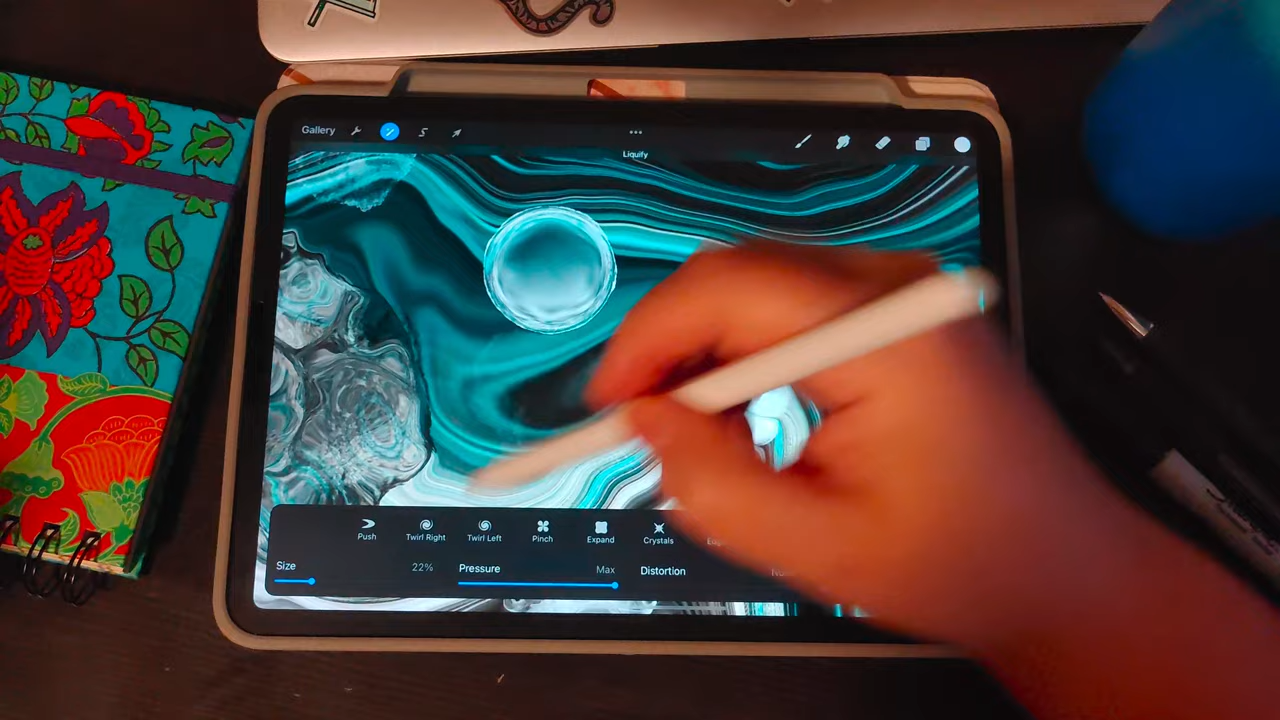 Gallery
Liquify
Push
Twirl Right
Twirl Left
Pinch
Expand
Crystals
Size
22%
Pressure
Max
Distortion